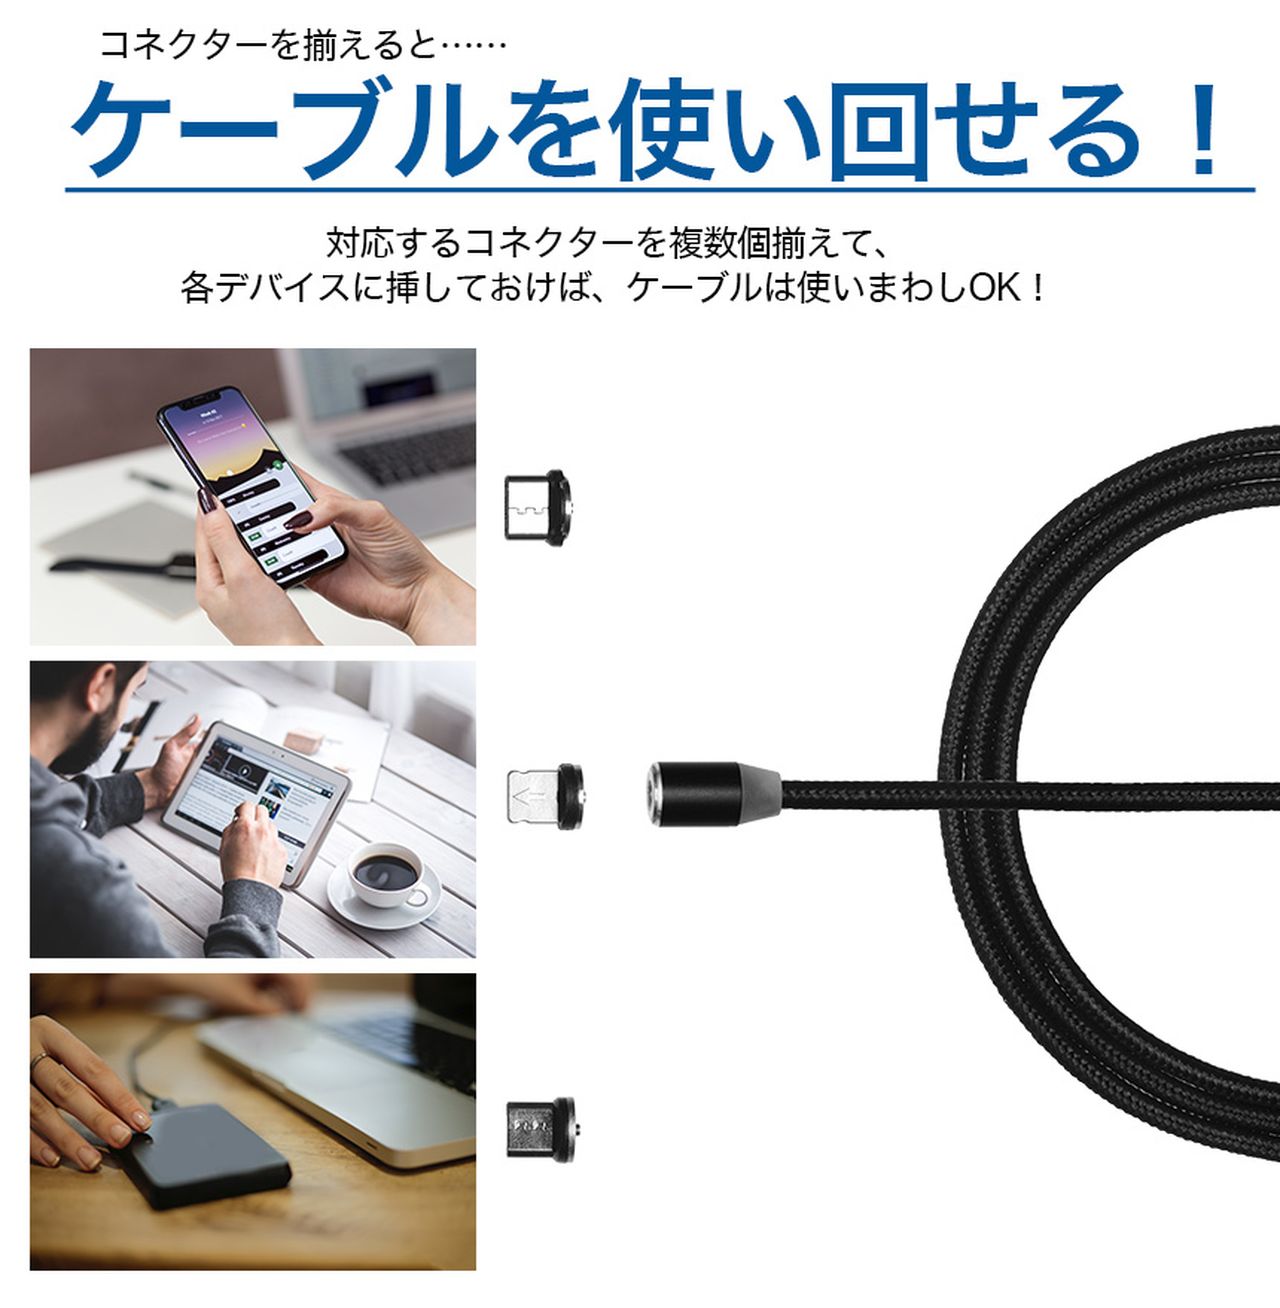 コネクターを揃えると……
ケーブルを使い回せる！
対応するコネクターを複数個揃えて、
各デバイスに挿しておけば、ケーブルは使いまわしOK！